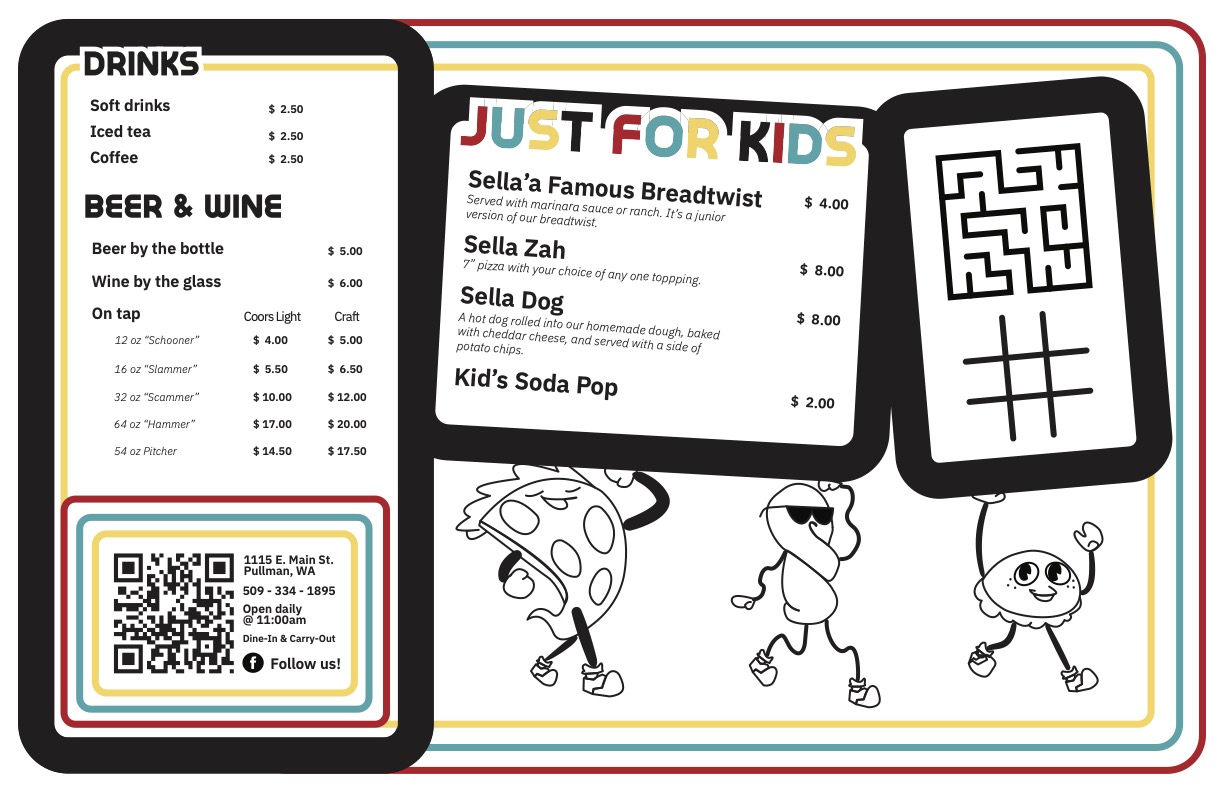 DRINKS
Soft drinks $ 2.50
Iced tea $ 2.50
Coffee $ 2.50
BEER & WINE
Beer by the bottle $ 5.00
Wine by the glass $ 6.00
On tap Coors Light Craft
12 oz “Schooner” $ 4.00 $ 5.00
16 oz “Slammer” $ 5.50 $ 6.50
32 oz “Scammer” $ 10.00 $ 12.00
64 oz “Hammer” $ 17.00 $ 20.00
54 oz Pitcher $ 14.50 $ 17.50
1115 E. Main St.
Pullman, WA
509 - 334 - 1895
Open daily
@ 11:00am
Dine-In & Carry-Out
f Follow us!
JUST FOR KIDS
Sella’a Famous Breadtwist $ 4.00
Served with marinara sauce or ranch. It’s a junior
version of our breadtwist.
Sella Zah $ 8.00
7” pizza with your choice of any one toppping.
Sella Dog $ 8.00
A hot dog rolled into our homemade dough, baked
with cheddar cheese, and served with a side of
potato chips.
Kid’s Soda Pop $ 2.00